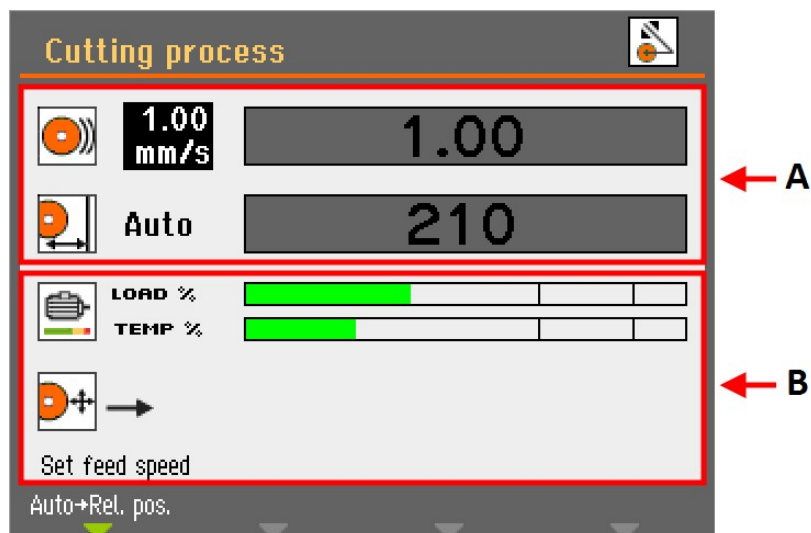 Cutting process
1.00
mm/s
1.00
A
Auto
210
LOAD %
TEMP %
B
Set feed speed
Auto→Rel. pos.